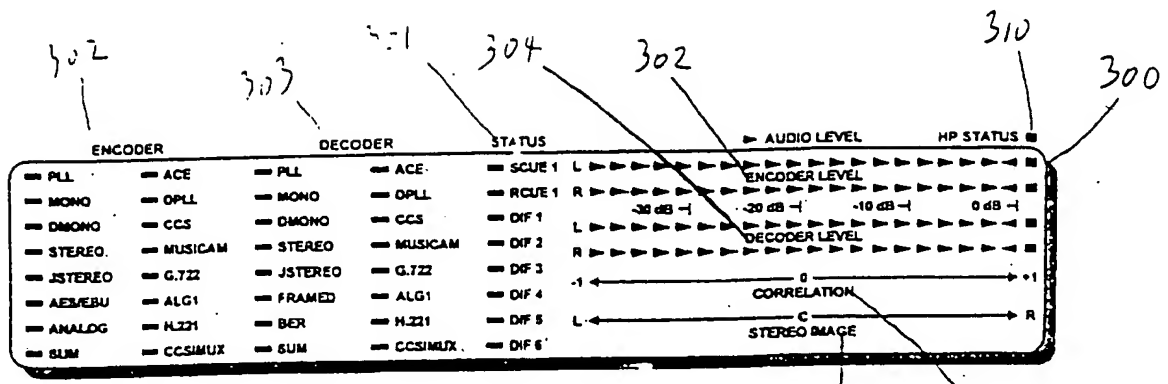 302 303 304 302 310 300
ENCODER DECODER STATUS AUDIO LEVEL HP STATUS
PLL ACE PLL ACE SCUE 1 L
ENCODER LEVEL
MONO DPLL MONO DPLL RCUE 1 R
-30 dB -20 dB -10 dB 0 dB
DMONO CCS DMONO CCS DIF 1 L
DECODER LEVEL
STEREO. MUSICAM STEREO MUSICAM DIF 2 R
JSTEREO G.722 JSTEREO G.722 DIF 3 -1 0 +1
CORRELATION
AES/EBU ALG1 FRAMED ALG1 DIF 4
ANALOG H.221 BER H.221 DIF 5 L C R
STEREO IMAGE
SUM CCSIMUX SUM CCSIMUX. DIF 6